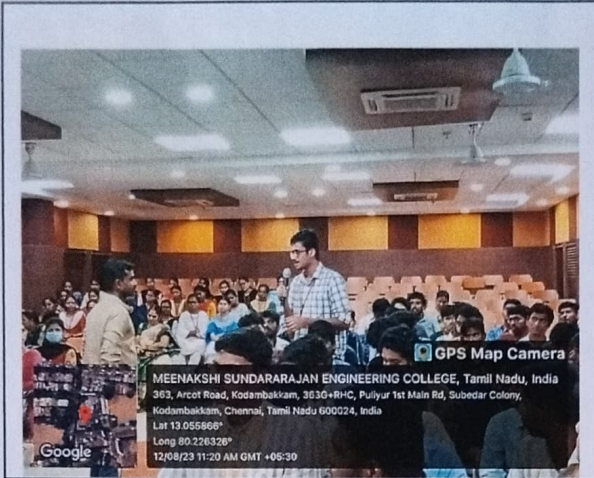 GPS Map Camera
MEENAKSHI SUNDARARAJAN ENGINEERING COLLEGE, Tamil Nadu, India
363, Arcot Road, Kodambakkam, 363G+RHC, Puliyur 1st Main Rd, Subedar Colony,
Kodambakkam, Chennai, Tamil Nadu 600024, India
Lat 13.055866°
Long 80.226326°
12/08/23 11:20 AM GMT +05:30
Google